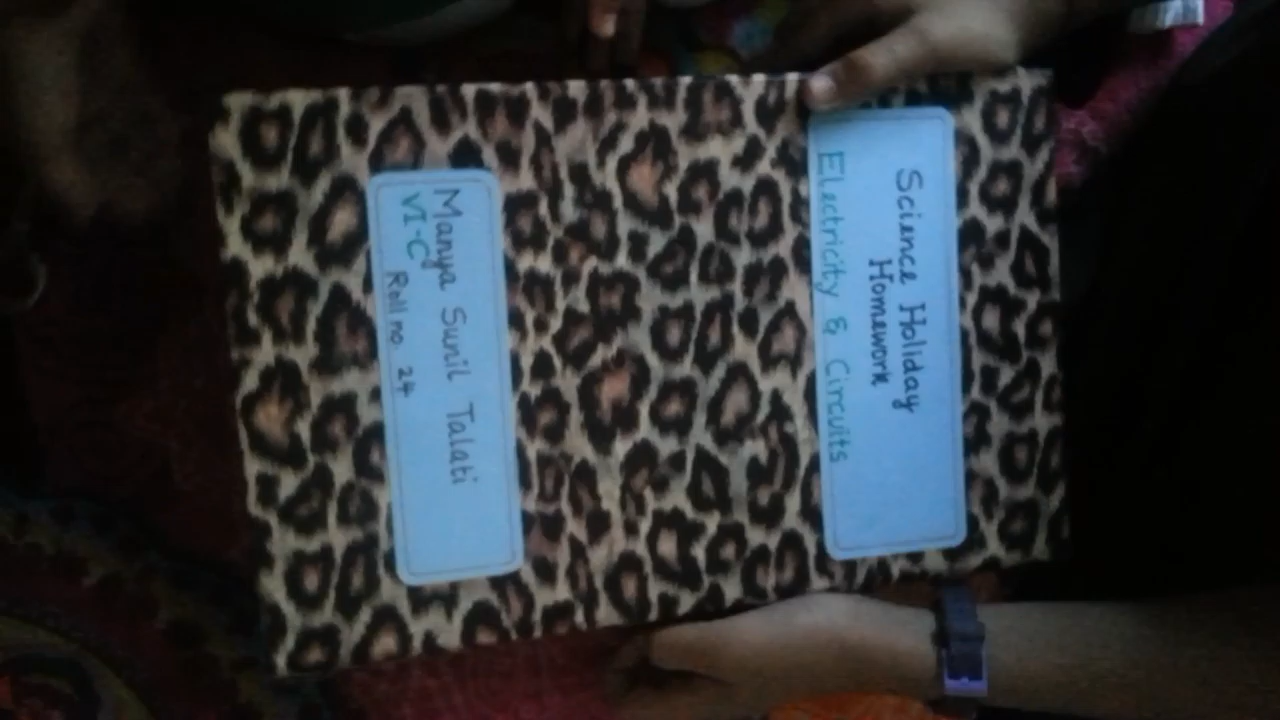 Science Holiday
Homework
Electricity & Circuits
Manya Sunil Talati
VI-C Roll no. 24